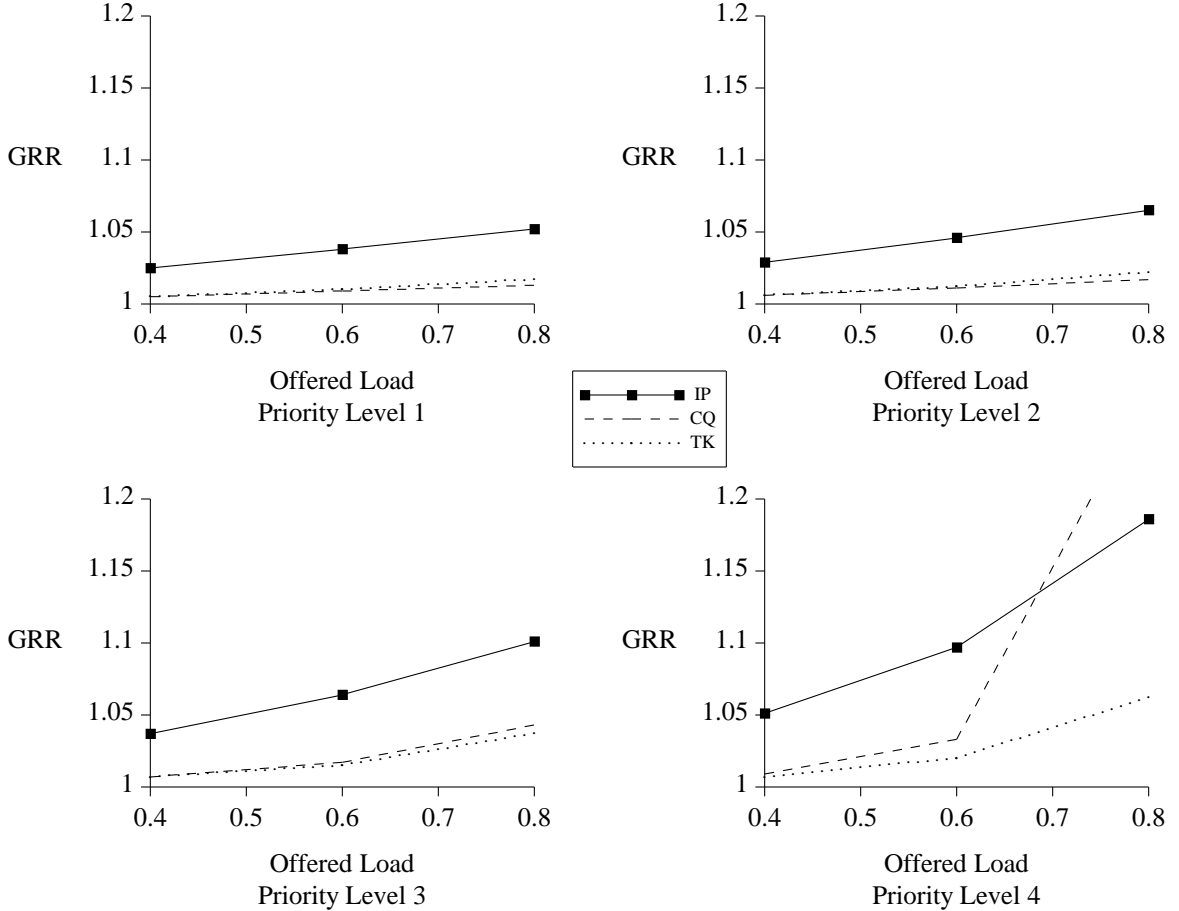 1.2
1.15
GRR
1.1
1.05
1
0.4 0.5 0.6 0.7 0.8
Offered Load
Priority Level 1
1.2
1.15
GRR
1.1
1.05
1
0.4 0.5 0.6 0.7 0.8
Offered Load
Priority Level 2
IP
CQ
TK
1.2
1.15
GRR
1.1
1.05
1
0.4 0.5 0.6 0.7 0.8
Offered Load
Priority Level 3
1.2
1.15
GRR
1.1
1.05
1
0.4 0.5 0.6 0.7 0.8
Offered Load
Priority Level 4